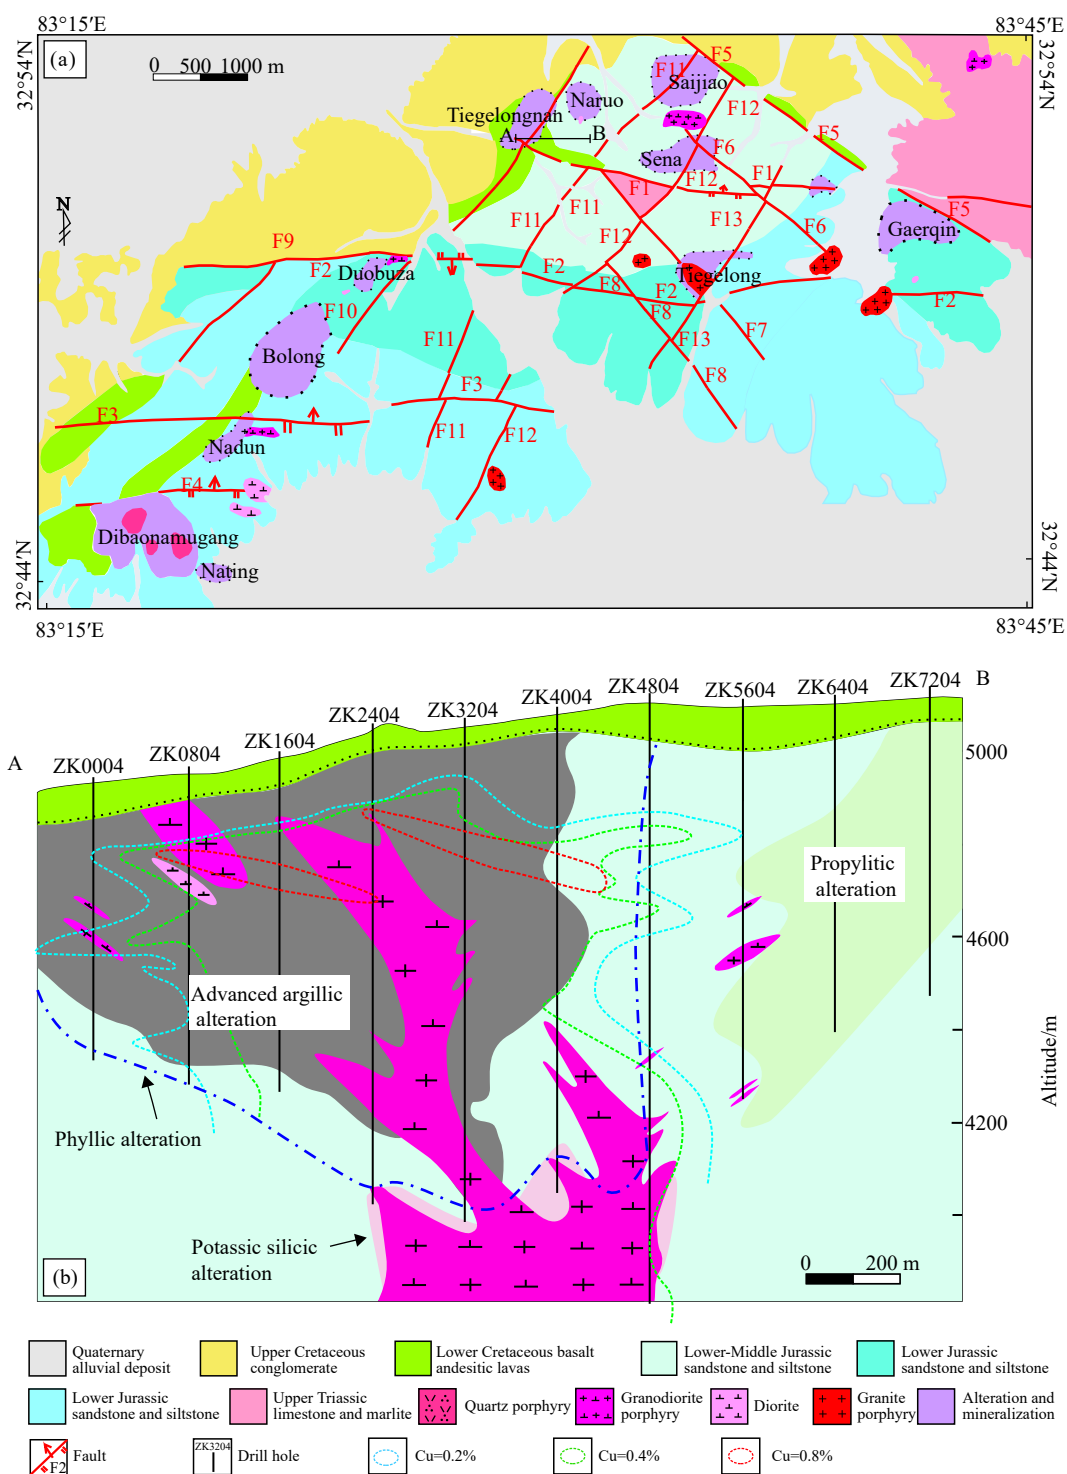 83°15′E
83°45′E
32°54′N
(a)
0 500 1000 m
N
F5
F11
Saijiao
Naruo
Tiegelongnan
A
B
F12
F5
F6
Sena
F12
F1
F1
F11
F11
F13
F6
F5
Gaerqin
32°54′N
F9
F2
Duobuza
F10
F12
F2
F8
F2
Tiegelong
F8
F13
F7
F2
Bolong
F11
F8
F3
F3
F11
F12
Nadun
F4
Dibaonamugang
Nating
32°44′N
32°44′N
83°15′E
83°45′E
A
B
ZK0004
ZK0804
ZK1604
ZK2404
ZK3204
ZK4004
ZK4804
ZK5604
ZK6404
ZK7204
5000
4600
4200
Altitude/m
Propylitic
alteration
Advanced argillic
alteration
Phyllic alteration
Potassic silicic
alteration
(b)
0 200 m
Quaternary
alluvial deposit
Upper Cretaceous
conglomerate
Lower Cretaceous basalt
andesitic lavas
Lower-Middle Jurassic
sandstone and siltstone
Lower Jurassic
sandstone and siltstone
Lower Jurassic
sandstone and siltstone
Upper Triassic
limestone and marlite
Quartz porphyry
Granodiorite
porphyry
Diorite
Granite
porphyry
Alteration and
mineralization
F2
Fault
ZK3204
Drill hole
Cu=0.2%
Cu=0.4%
Cu=0.8%